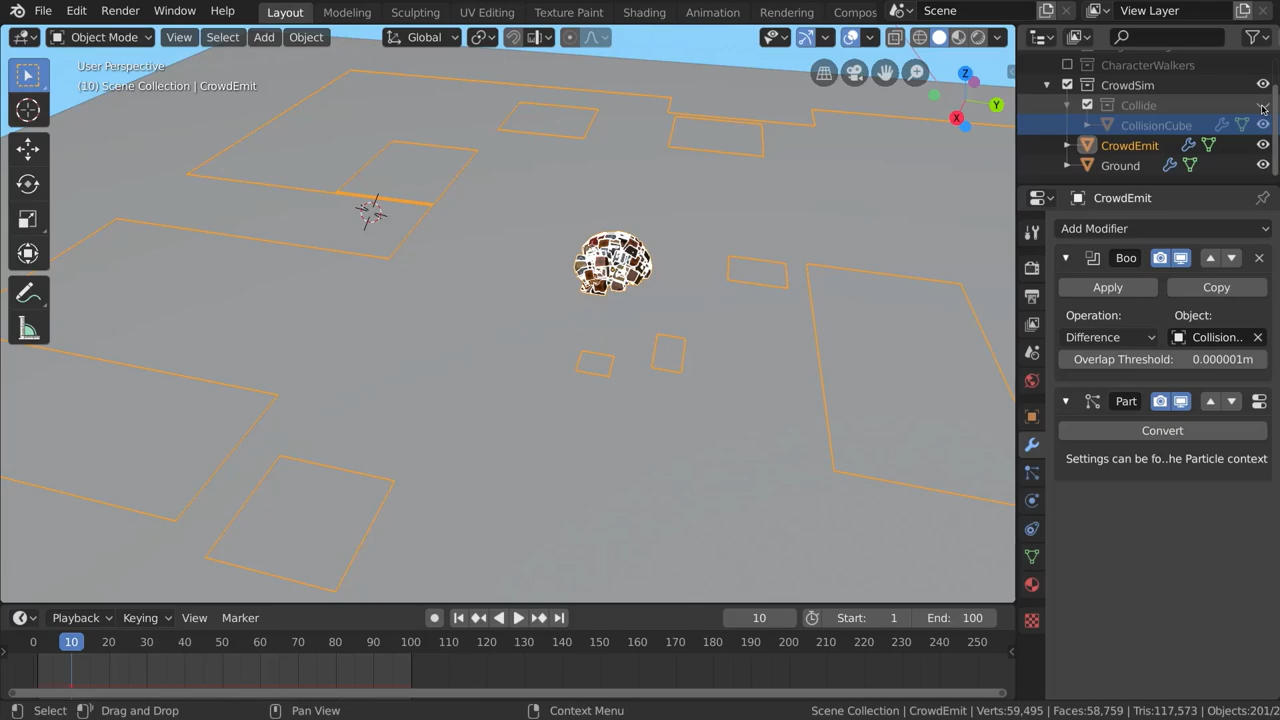 File Edit Render Window Help Layout Modeling Sculpting UV Editing Texture Paint Shading Animation Rendering Compos Scene View Layer
Object Mode View Select Add Object Global
User Perspective
(10) Scene Collection | CrowdEmit
Z
Y
X
CharacterWalkers
CrowdSim
Collide
CollisionCube
CrowdEmit
Ground
CrowdEmit
Add Modifier
Boo
Apply Copy
Operation: Object:
Difference Collision..
Overlap Threshold: 0.000001m
Part
Convert
Settings can be fo..he Particle context
Playback Keying View Marker 10 Start: 1 End: 100
0 10 20 30 40 50 60 70 80 90 100 110 120 130 140 150 160 170 180 190 200 210 220 230 240 250
Select Drag and Drop Pan View Context Menu Scene Collection | CrowdEmit | Verts:59,495 | Faces:58,759 | Tris:117,573 | Objects:201/2